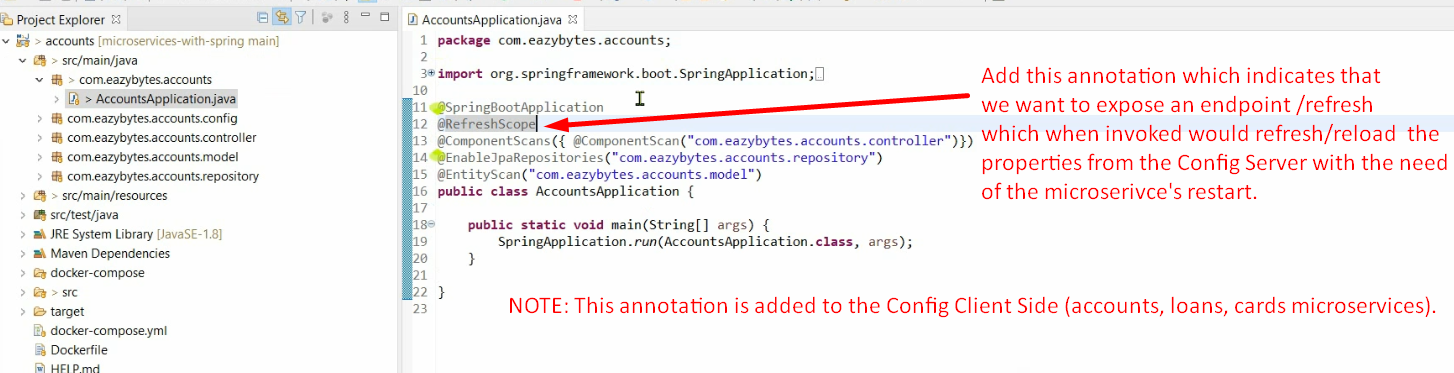 Project Explorer
accounts [microservices-with-spring main]
> src/main/java
> com.eazybytes.accounts
> AccountsApplication.java
com.eazybytes.accounts.config
com.eazybytes.accounts.controller
com.eazybytes.accounts.model
com.eazybytes.accounts.repository
> src/main/resources
src/test/java
JRE System Library [JavaSE-1.8]
Maven Dependencies
docker-compose
> src
target
docker-compose.yml
Dockerfile
HELP.md
AccountsApplication.java
1 package com.eazybytes.accounts;
2
3 import org.springframework.boot.SpringApplication;
10
11 @SpringBootApplication
12 @RefreshScope
13 @ComponentScans({ @ComponentScan("com.eazybytes.accounts.controller")})
14 @EnableJpaRepositories("com.eazybytes.accounts.repository")
15 @EntityScan("com.eazybytes.accounts.model")
16 public class AccountsApplication {
17
18 public static void main(String[] args) {
19 SpringApplication.run(AccountsApplication.class, args);
20 }
21
22 }
23
Add this annotation which indicates that
we want to expose an endpoint /refresh
which when invoked would refresh/reload the
properties from the Config Server with the need
of the microserivce's restart.
NOTE: This annotation is added to the Config Client Side (accounts, loans, cards microservices).